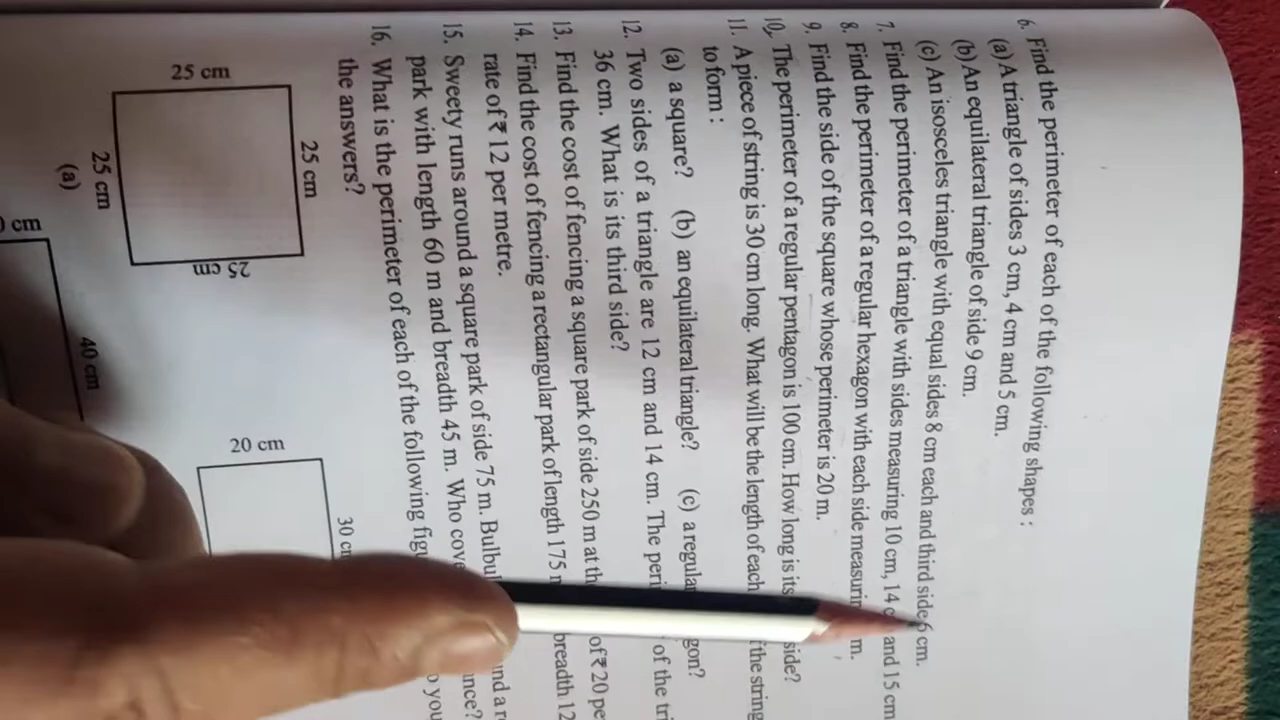 6. Find the perimeter of each of the following shapes :
(a) A triangle of sides 3 cm, 4 cm and 5 cm.
(b) An equilateral triangle of side 9 cm.
(c) An isosceles triangle with equal sides 8 cm each and third side 6 cm.
7. Find the perimeter of a triangle with sides measuring 10 cm, 14 c and 15 cm
8. Find the perimeter of a regular hexagon with each side measurin m.
9. Find the side of the square whose perimeter is 20 m.
10. The perimeter of a regular pentagon is 100 cm. How long is its side?
11. A piece of string is 30 cm long. What will be the length of each f the string
to form :
(a) a square? (b) an equilateral triangle? (c) a regula gon?
12. Two sides of a triangle are 12 cm and 14 cm. The peri of the tri
36 cm. What is its third side?
13. Find the cost of fencing a square park of side 250 m at th of ₹ 20 pe
14. Find the cost of fencing a rectangular park of length 175 breadth 12
rate of ₹ 12 per metre.
15. Sweety runs around a square park of side 75 m. Bulbu nd a r
park with length 60 m and breadth 45 m. Who cove nce?
16. What is the perimeter of each of the following figu you
the answers?
25 cm
25 cm
25 cm
25 cm
(a)
20 cm
30 cm
cm
40 cm